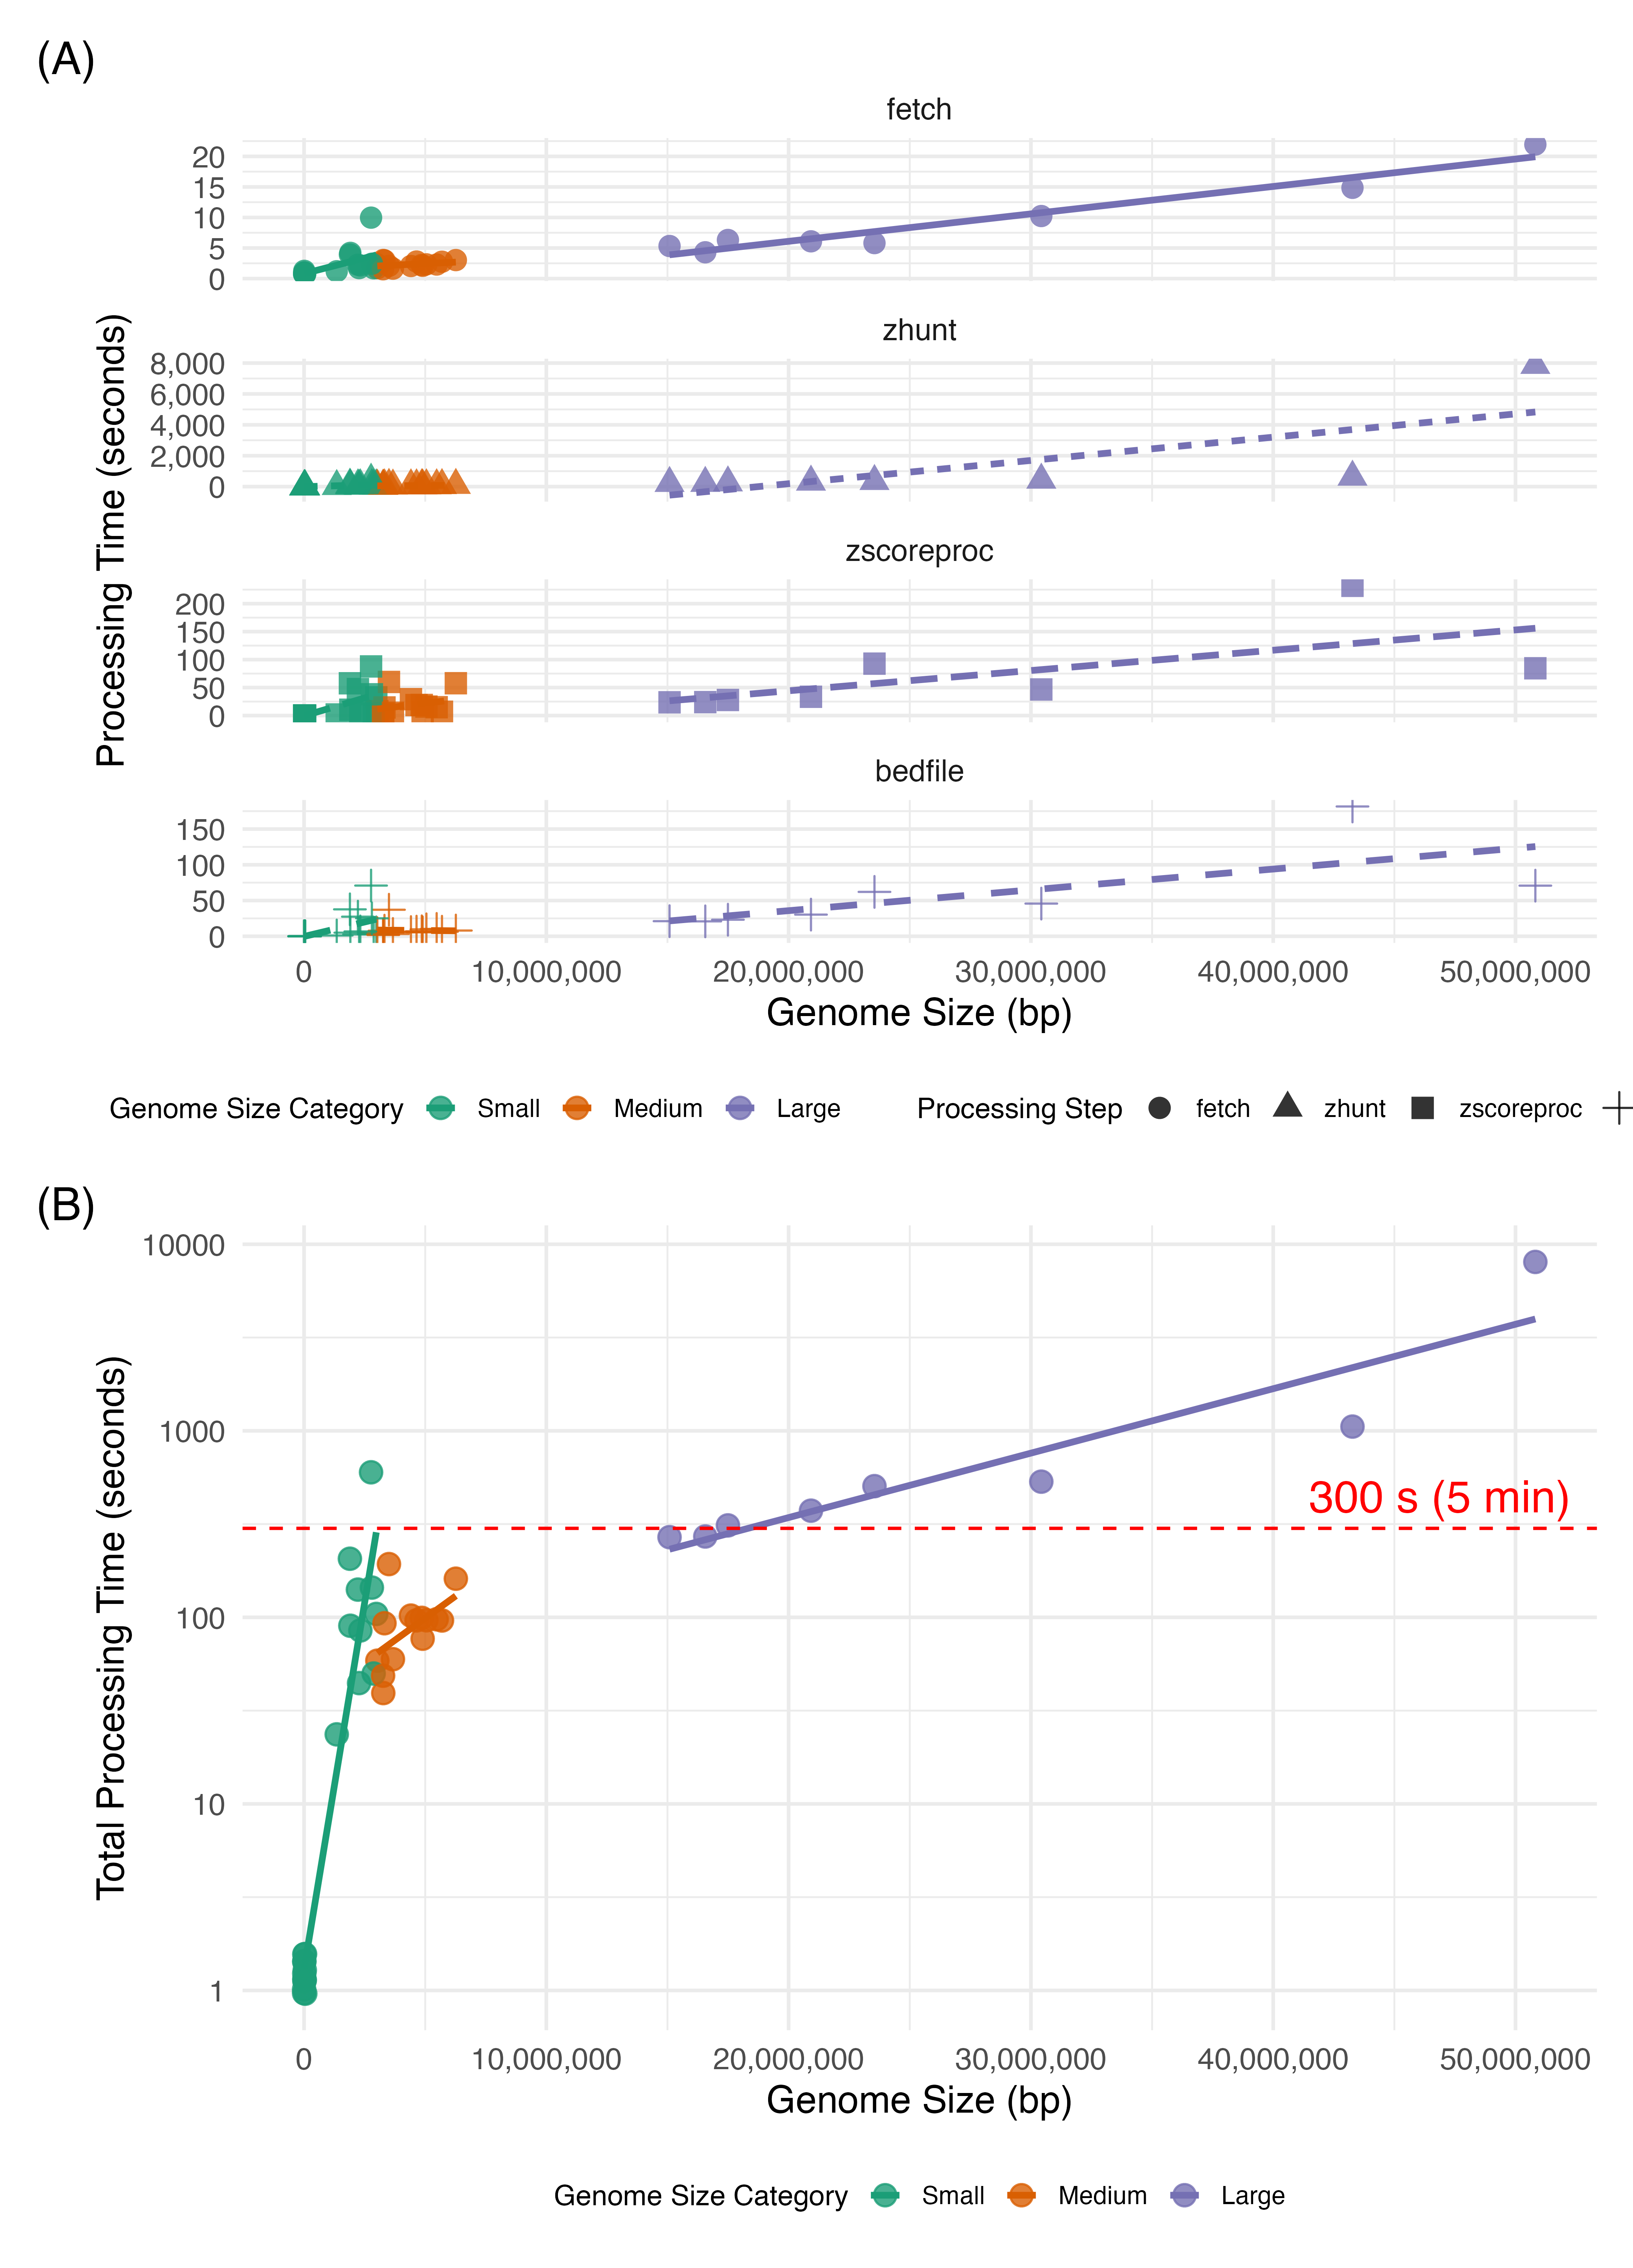 (A)
fetch
20
15
10
5
0
zhunt
8,000
6,000
4,000
2,000
0
zscoreproc
200
150
100
50
0
bedfile
150
100
50
0
Processing Time (seconds)
0 10,000,000 20,000,000 30,000,000 40,000,000 50,000,000
Genome Size (bp)
Genome Size Category Small Medium Large Processing Step fetch zhunt zscoreproc
(B)
10000
1000
100
10
1
Total Processing Time (seconds)
300 s (5 min)
0 10,000,000 20,000,000 30,000,000 40,000,000 50,000,000
Genome Size (bp)
Genome Size Category Small Medium Large